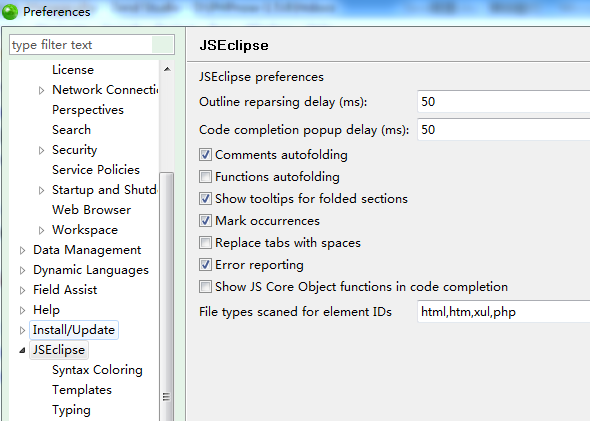 Preferences
type filter text
License
Network Connecti
Perspectives
Search
Security
Service Policies
Startup and Shutd
Web Browser
Workspace
Data Management
Dynamic Languages
Field Assist
Help
Install/Update
JSEclipse
Syntax Coloring
Templates
Typing
JSEclipse
JSEclipse preferences
Outline reparsing delay (ms): 50
Code completion popup delay (ms): 50
Comments autofolding
Functions autofolding
Show tooltips for folded sections
Mark occurrences
Replace tabs with spaces
Error reporting
Show JS Core Object functions in code completion
File types scaned for element IDs html,htm,xul,php